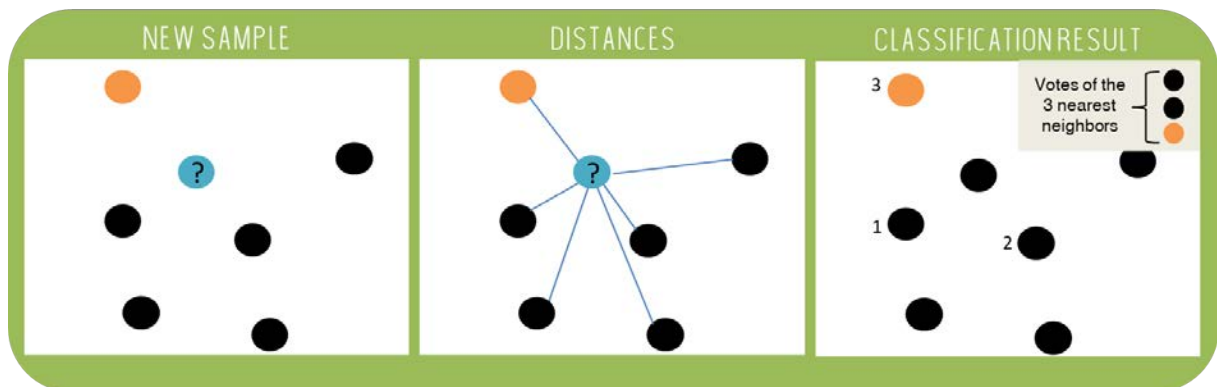 NEW SAMPLE
?
DISTANCES
?
CLASSIFICATION RESULT
Votes of the
3 nearest
neighbors
3
1
2